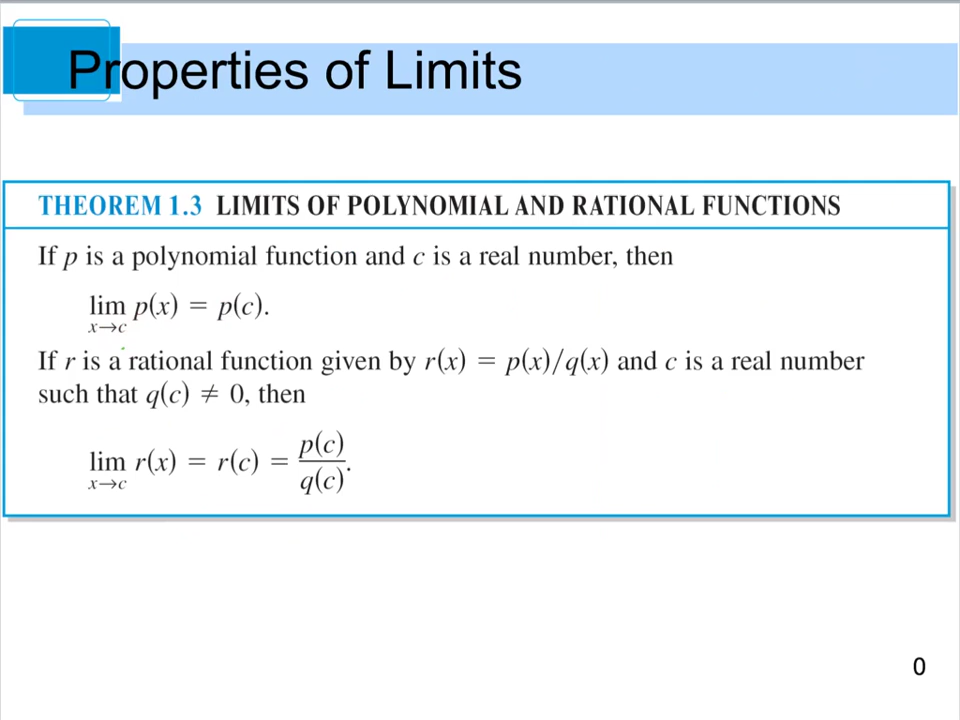 Properties of Limits
THEOREM 1.3 LIMITS OF POLYNOMIAL AND RATIONAL FUNCTIONS
If p is a polynomial function and c is a real number, then
lim p(x) = p(c).
x→c
If r is a rational function given by r(x) = p(x)/q(x) and c is a real number
such that q(c) ≠ 0, then
lim r(x) = r(c) = p(c)/q(c).
x→c
0